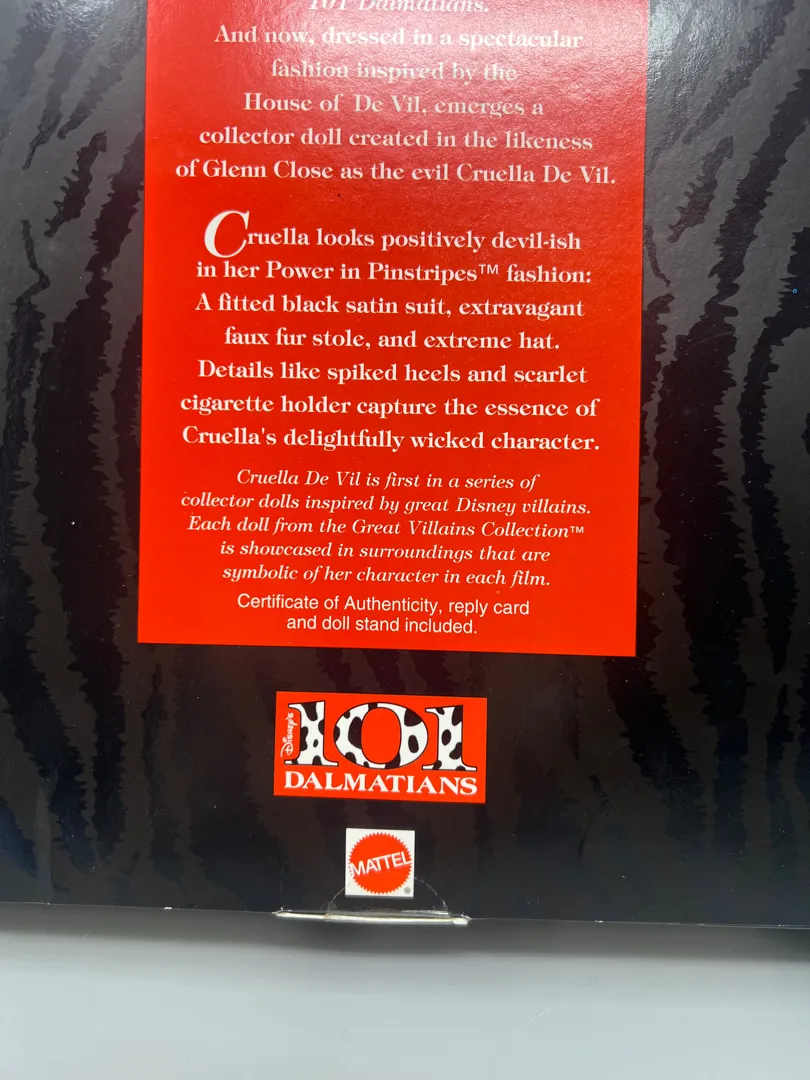 101 Dalmatians.
And now, dressed in a spectacular
fashion inspired by the
House of De Vil, emerges a
collector doll created in the likeness
of Glenn Close as the evil Cruella De Vil.
Cruella looks positively devil-ish
in her Power in Pinstripes™ fashion:
A fitted black satin suit, extravagant
faux fur stole, and extreme hat.
Details like spiked heels and scarlet
cigarette holder capture the essence of
Cruella's delightfully wicked character.
Cruella De Vil is first in a series of
collector dolls inspired by great Disney villains.
Each doll from the Great Villains Collection™
is showcased in surroundings that are
symbolic of her character in each film.
Certificate of Authenticity, reply card
and doll stand included.
DISNEY'S
101
DALMATIANS
MATTEL
®